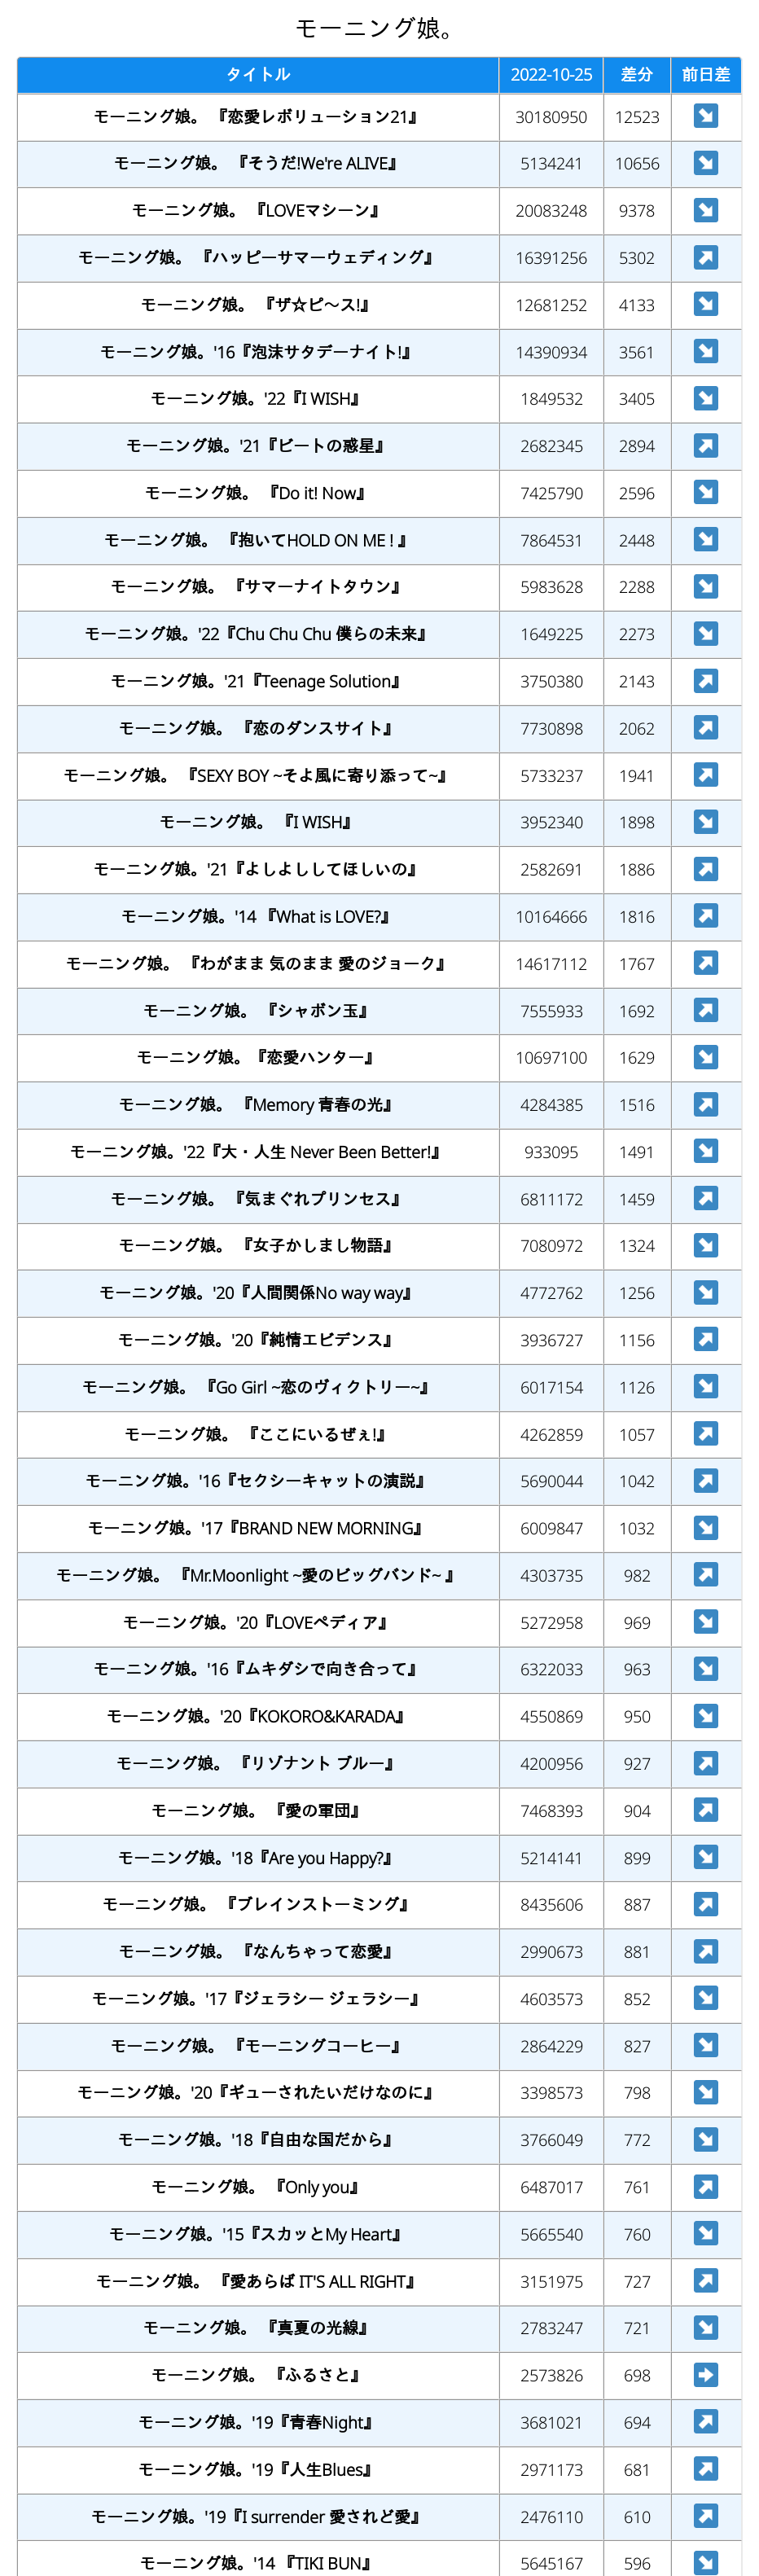 モーニング娘。
タイトル 2022-10-25 差分 前日差
モーニング娘。 『恋愛レボリューション21』 30180950 12523 ↘
モーニング娘。 『そうだ!We're ALIVE』 5134241 10656 ↘
モーニング娘。 『LOVEマシーン』 20083248 9378 ↘
モーニング娘。 『ハッピーサマーウェディング』 16391256 5302 ↗
モーニング娘。 『ザ☆ピ〜ス!』 12681252 4133 ↘
モーニング娘。'16『泡沫サタデーナイト!』 14390934 3561 ↘
モーニング娘。'22『I WISH』 1849532 3405 ↘
モーニング娘。'21『ビートの惑星』 2682345 2894 ↗
モーニング娘。 『Do it! Now』 7425790 2596 ↘
モーニング娘。 『抱いてHOLD ON ME ! 』 7864531 2448 ↘
モーニング娘。 『サマーナイトタウン』 5983628 2288 ↘
モーニング娘。'22『Chu Chu Chu 僕らの未来』 1649225 2273 ↘
モーニング娘。'21『Teenage Solution』 3750380 2143 ↗
モーニング娘。 『恋のダンスサイト』 7730898 2062 ↗
モーニング娘。 『SEXY BOY ~そよ風に寄り添って~』 5733237 1941 ↗
モーニング娘。 『I WISH』 3952340 1898 ↘
モーニング娘。'21『よしよししてほしいの』 2582691 1886 ↗
モーニング娘。'14 『What is LOVE?』 10164666 1816 ↗
モーニング娘。 『わがまま 気のまま 愛のジョーク』 14617112 1767 ↗
モーニング娘。 『シャボン玉』 7555933 1692 ↗
モーニング娘。『恋愛ハンター』 10697100 1629 ↘
モーニング娘。 『Memory 青春の光』 4284385 1516 ↗
モーニング娘。'22『大・人生 Never Been Better!』 933095 1491 ↘
モーニング娘。 『気まぐれプリンセス』 6811172 1459 ↗
モーニング娘。 『女子かしまし物語』 7080972 1324 ↘
モーニング娘。'20『人間関係No way way』 4772762 1256 ↘
モーニング娘。'20『純情エビデンス』 3936727 1156 ↗
モーニング娘。 『Go Girl ~恋のヴィクトリー~』 6017154 1126 ↘
モーニング娘。 『ここにいるぜぇ!』 4262859 1057 ↗
モーニング娘。'16『セクシーキャットの演説』 5690044 1042 ↗
モーニング娘。'17『BRAND NEW MORNING』 6009847 1032 ↘
モーニング娘。 『Mr.Moonlight ~愛のビッグバンド~ 』 4303735 982 ↗
モーニング娘。'20『LOVEペディア』 5272958 969 ↘
モーニング娘。'16『ムキダシで向き合って』 6322033 963 ↘
モーニング娘。'20『KOKORO&KARADA』 4550869 950 ↘
モーニング娘。 『リゾナント ブルー』 4200956 927 ↗
モーニング娘。 『愛の軍団』 7468393 904 ↗
モーニング娘。'18『Are you Happy?』 5214141 899 ↘
モーニング娘。 『ブレインストーミング』 8435606 887 ↗
モーニング娘。 『なんちゃって恋愛』 2990673 881 ↗
モーニング娘。'17『ジェラシー ジェラシー』 4603573 852 ↘
モーニング娘。 『モーニングコーヒー』 2864229 827 ↘
モーニング娘。'20『ギューされたいだけなのに』 3398573 798 ↘
モーニング娘。'18『自由な国だから』 3766049 772 ↘
モーニング娘。 『Only you』 6487017 761 ↗
モーニング娘。'15『スカッとMy Heart』 5665540 760 ↘
モーニング娘。 『愛あらば IT'S ALL RIGHT』 3151975 727 ↗
モーニング娘。 『真夏の光線』 2783247 721 ↘
モーニング娘。 『ふるさと』 2573826 698 →
モーニング娘。'19『青春Night』 3681021 694 ↗
モーニング娘。'19『人生Blues』 2971173 681 ↗
モーニング娘。'19『I surrender 愛されど愛』 2476110 610 ↗
モーニング娘。'14 『TIKI BUN』 5645167 596 ↘